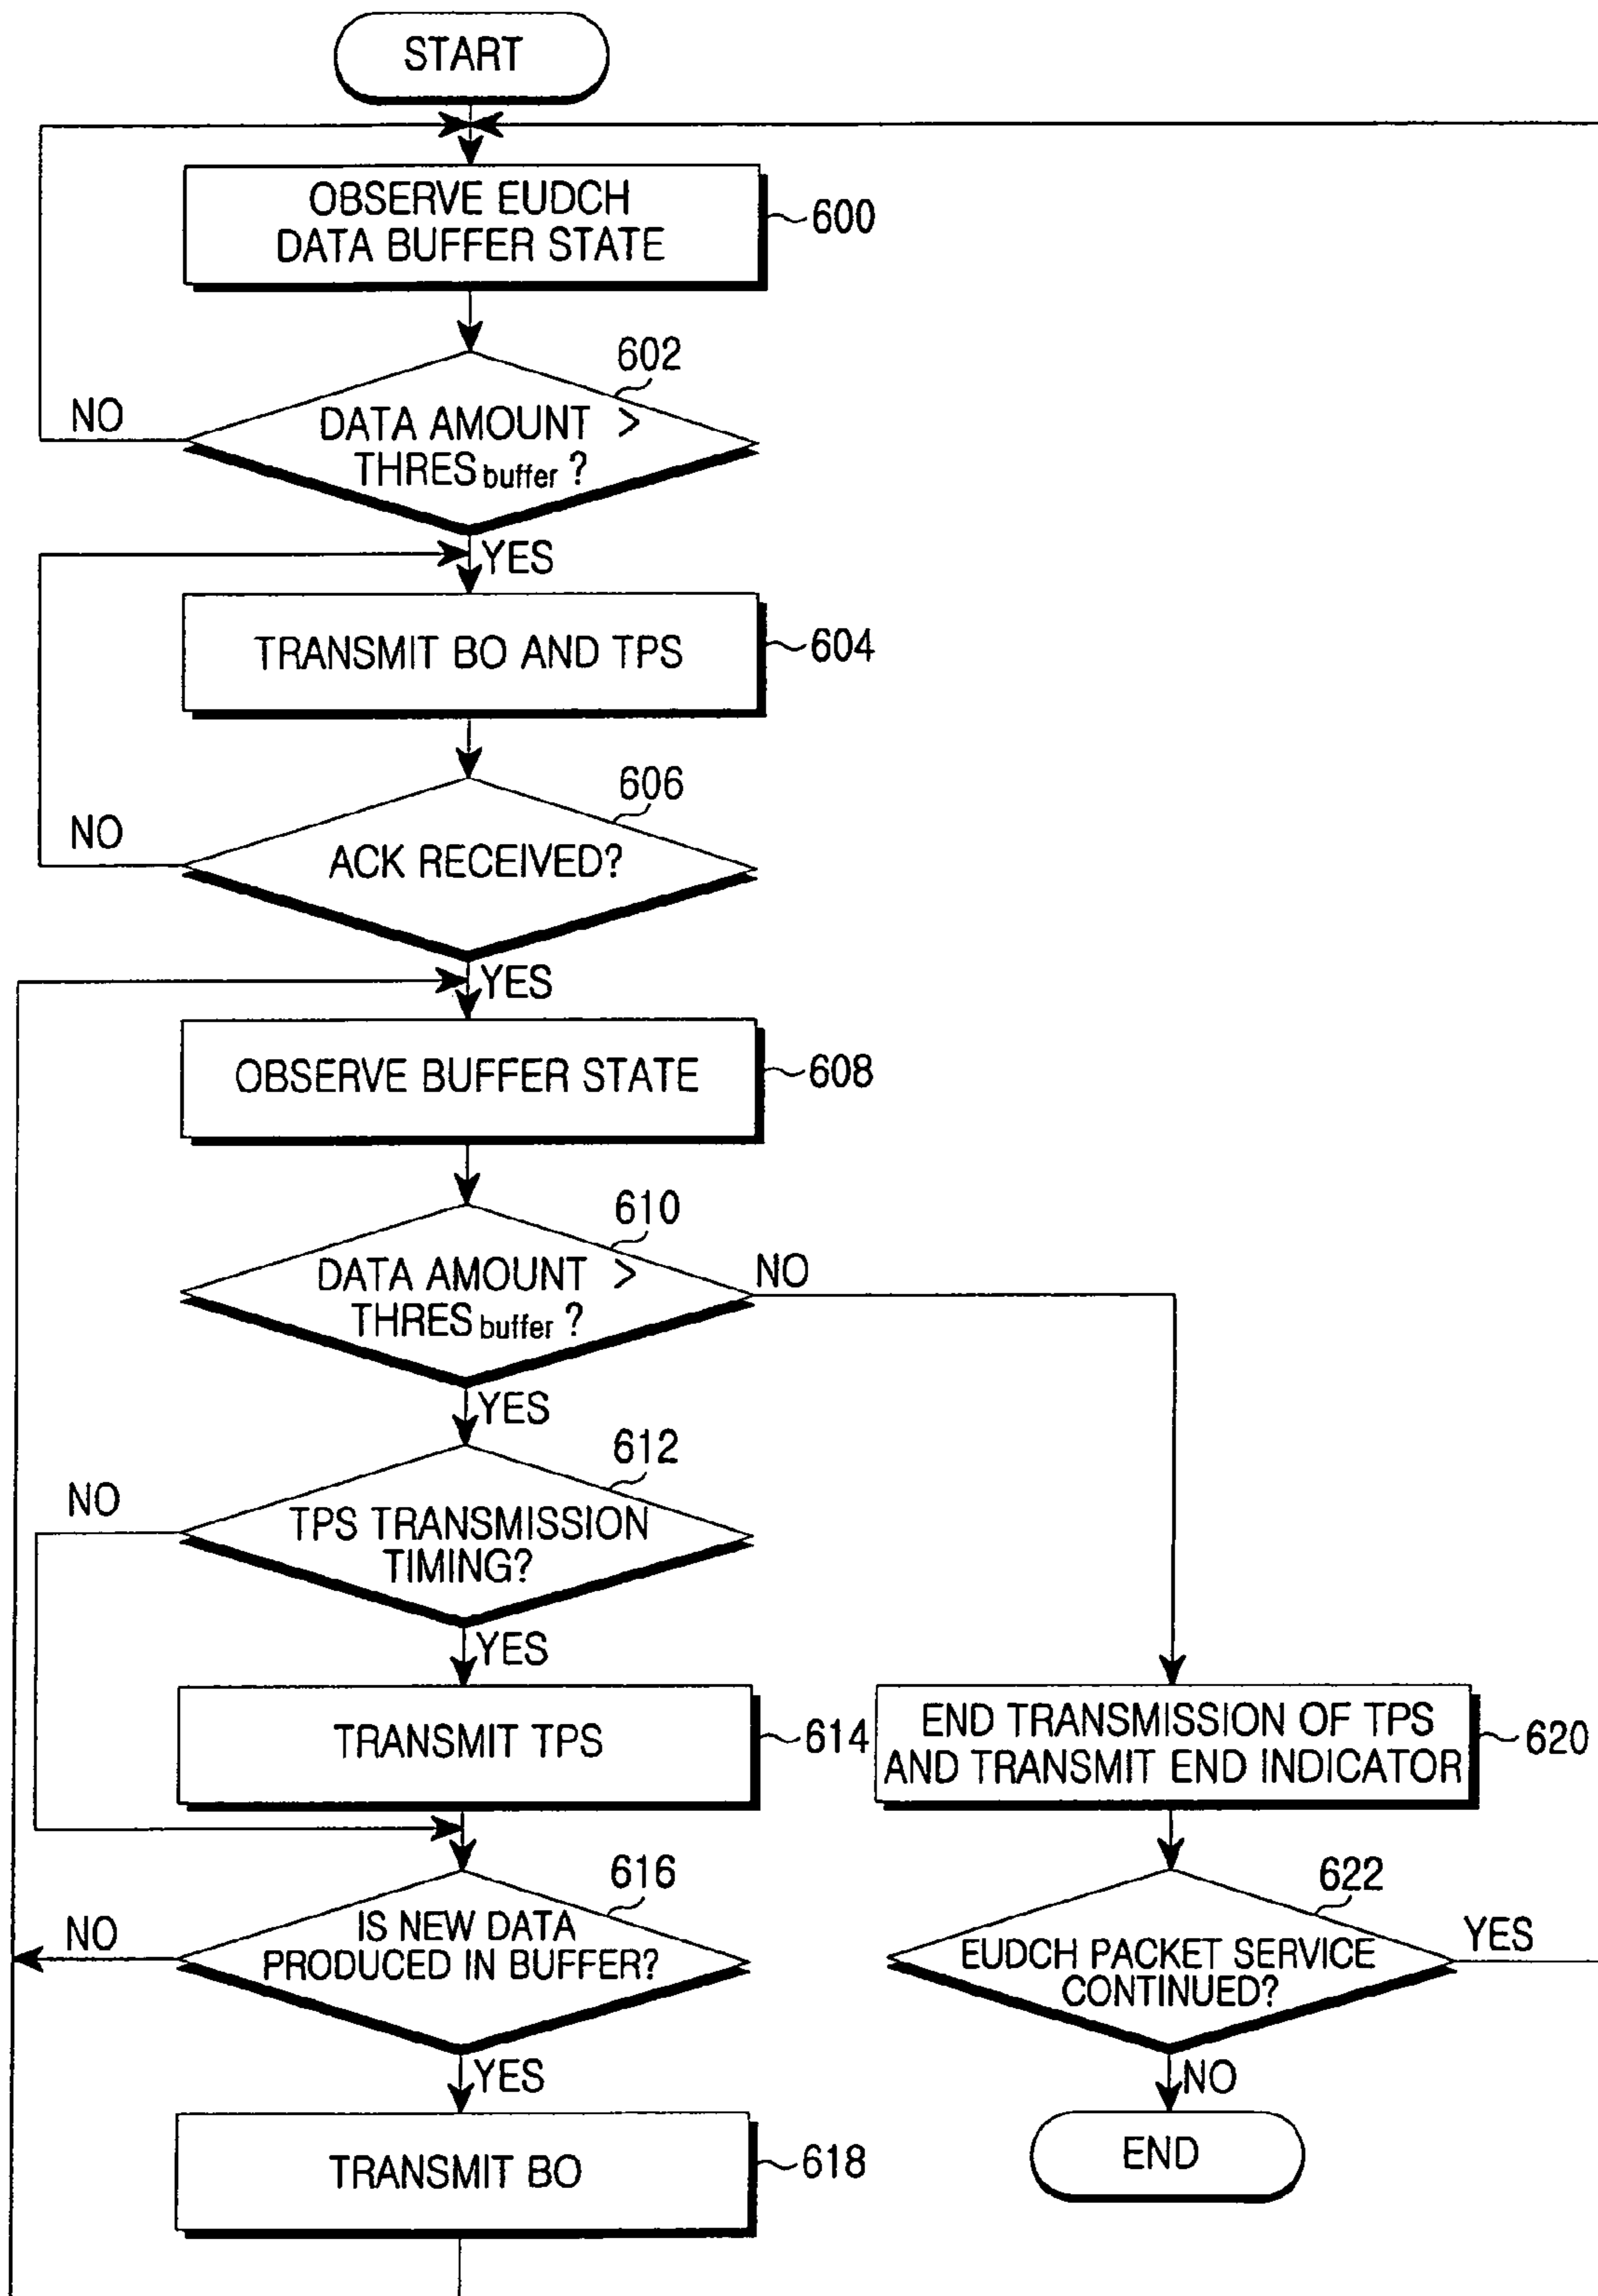 START
OBSERVE EUDCH
DATA BUFFER STATE
600
602
DATA AMOUNT >
THRES buffer ?
NO
YES
TRANSMIT BO AND TPS
604
606
ACK RECEIVED?
NO
YES
OBSERVE BUFFER STATE
608
610
DATA AMOUNT >
THRES buffer ?
NO
YES
612
TPS TRANSMISSION
TIMING?
NO
YES
TRANSMIT TPS
614
END TRANSMISSION OF TPS
AND TRANSMIT END INDICATOR
620
616
IS NEW DATA
PRODUCED IN BUFFER?
NO
YES
622
EUDCH PACKET SERVICE
CONTINUED?
YES
NO
TRANSMIT BO
618
END